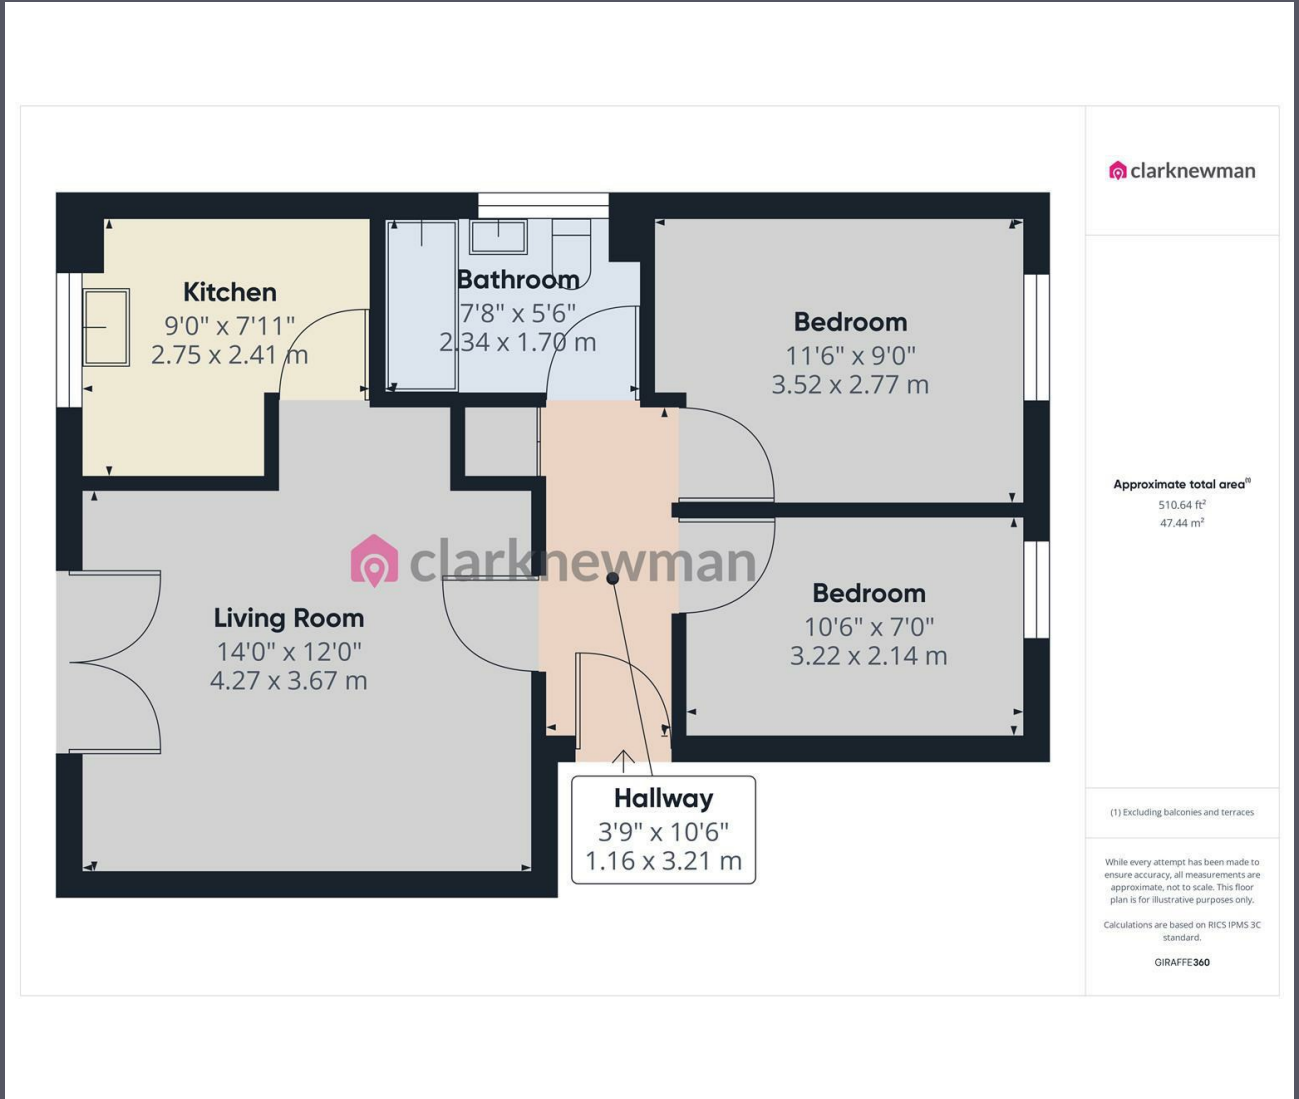 clarknewman
Kitchen
9'0" x 7'11"
2.75 x 2.41 m
Bathroom
7'8" x 5'6"
2.34 x 1.70 m
Bedroom
11'6" x 9'0"
3.52 x 2.77 m
clarknewman
Living Room
14'0" x 12'0"
4.27 x 3.67 m
Bedroom
10'6" x 7'0"
3.22 x 2.14 m
Hallway
3'9" x 10'6"
1.16 x 3.21 m
Approximate total area⁽¹⁾
510.64 ft²
47.44 m²
(1) Excluding balconies and terraces
While every attempt has been made to
ensure accuracy, all measurements are
approximate, not to scale. This floor
plan is for illustrative purposes only.
Calculations are based on RICS IPMS 3C
standard.
GIRAFFE360